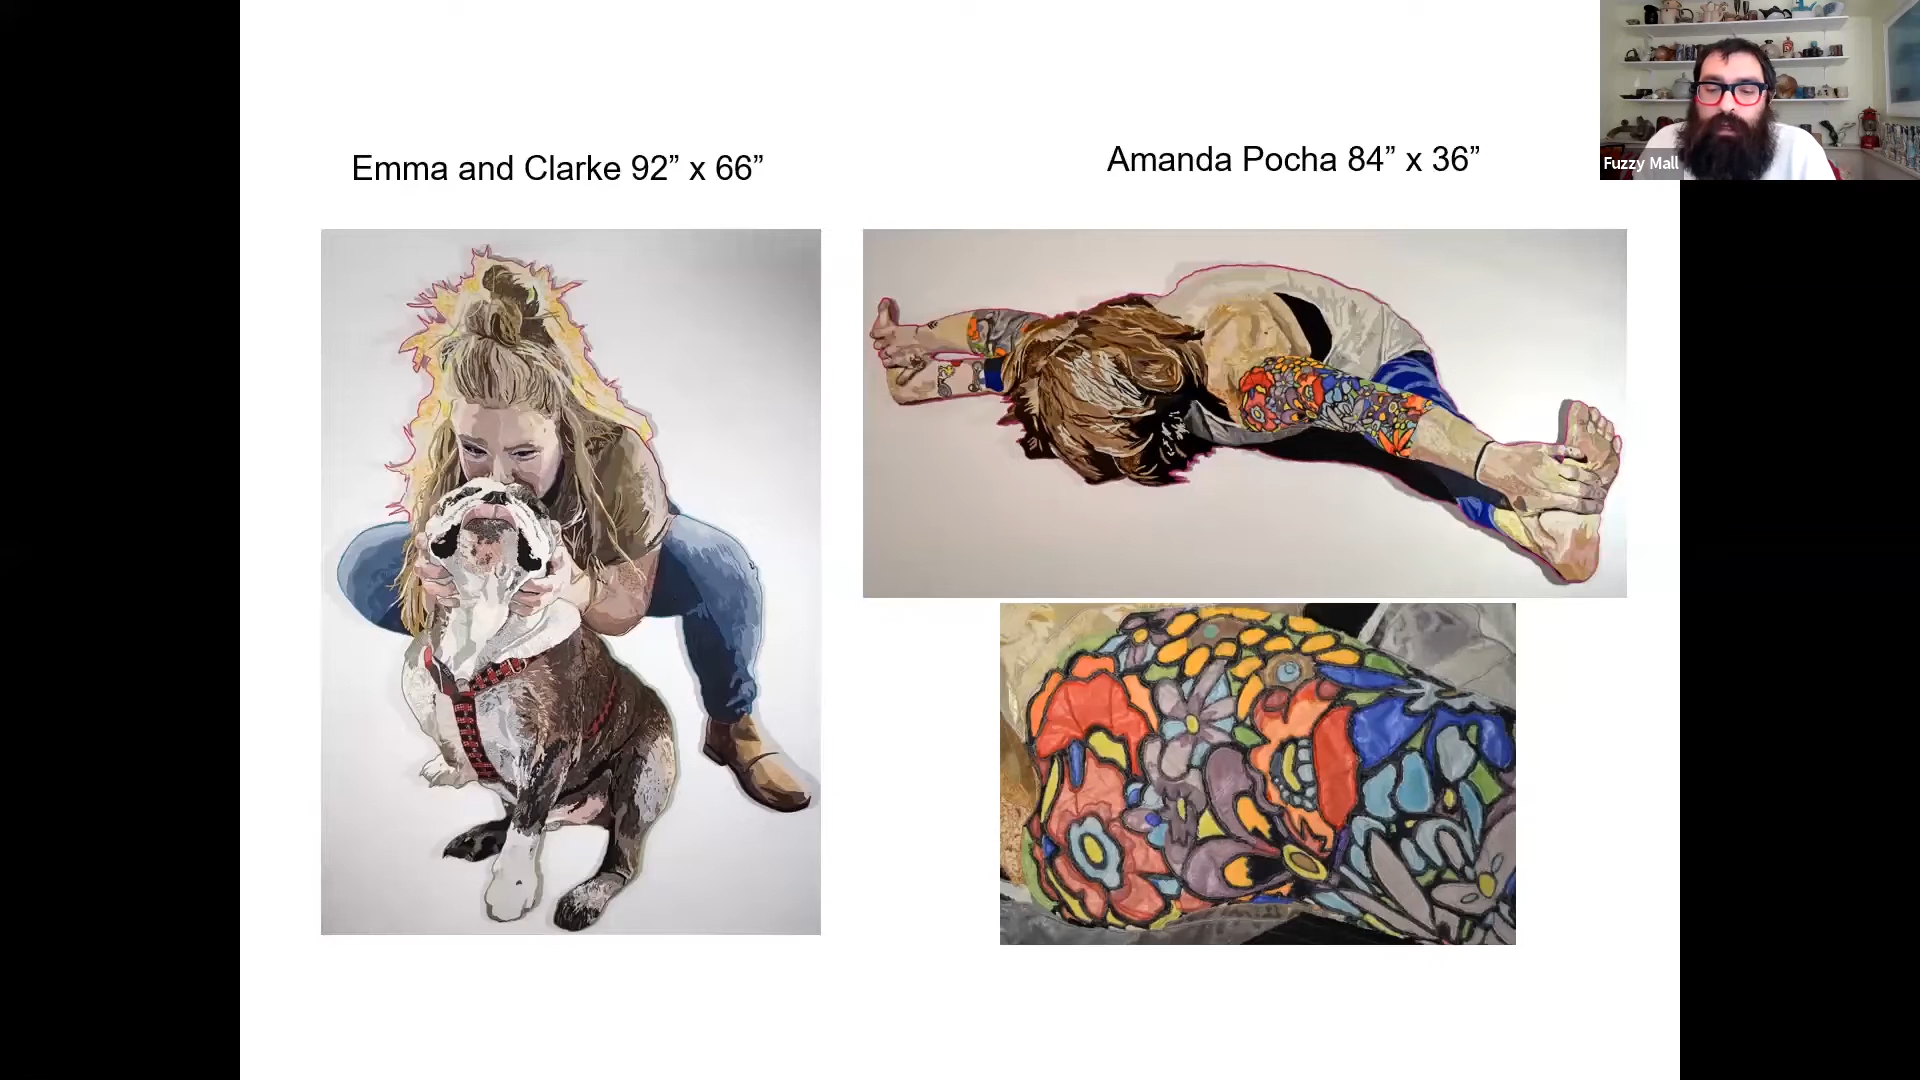 Emma and Clarke 92” x 66”
Amanda Pocha 84” x 36”
Fuzzy Mall